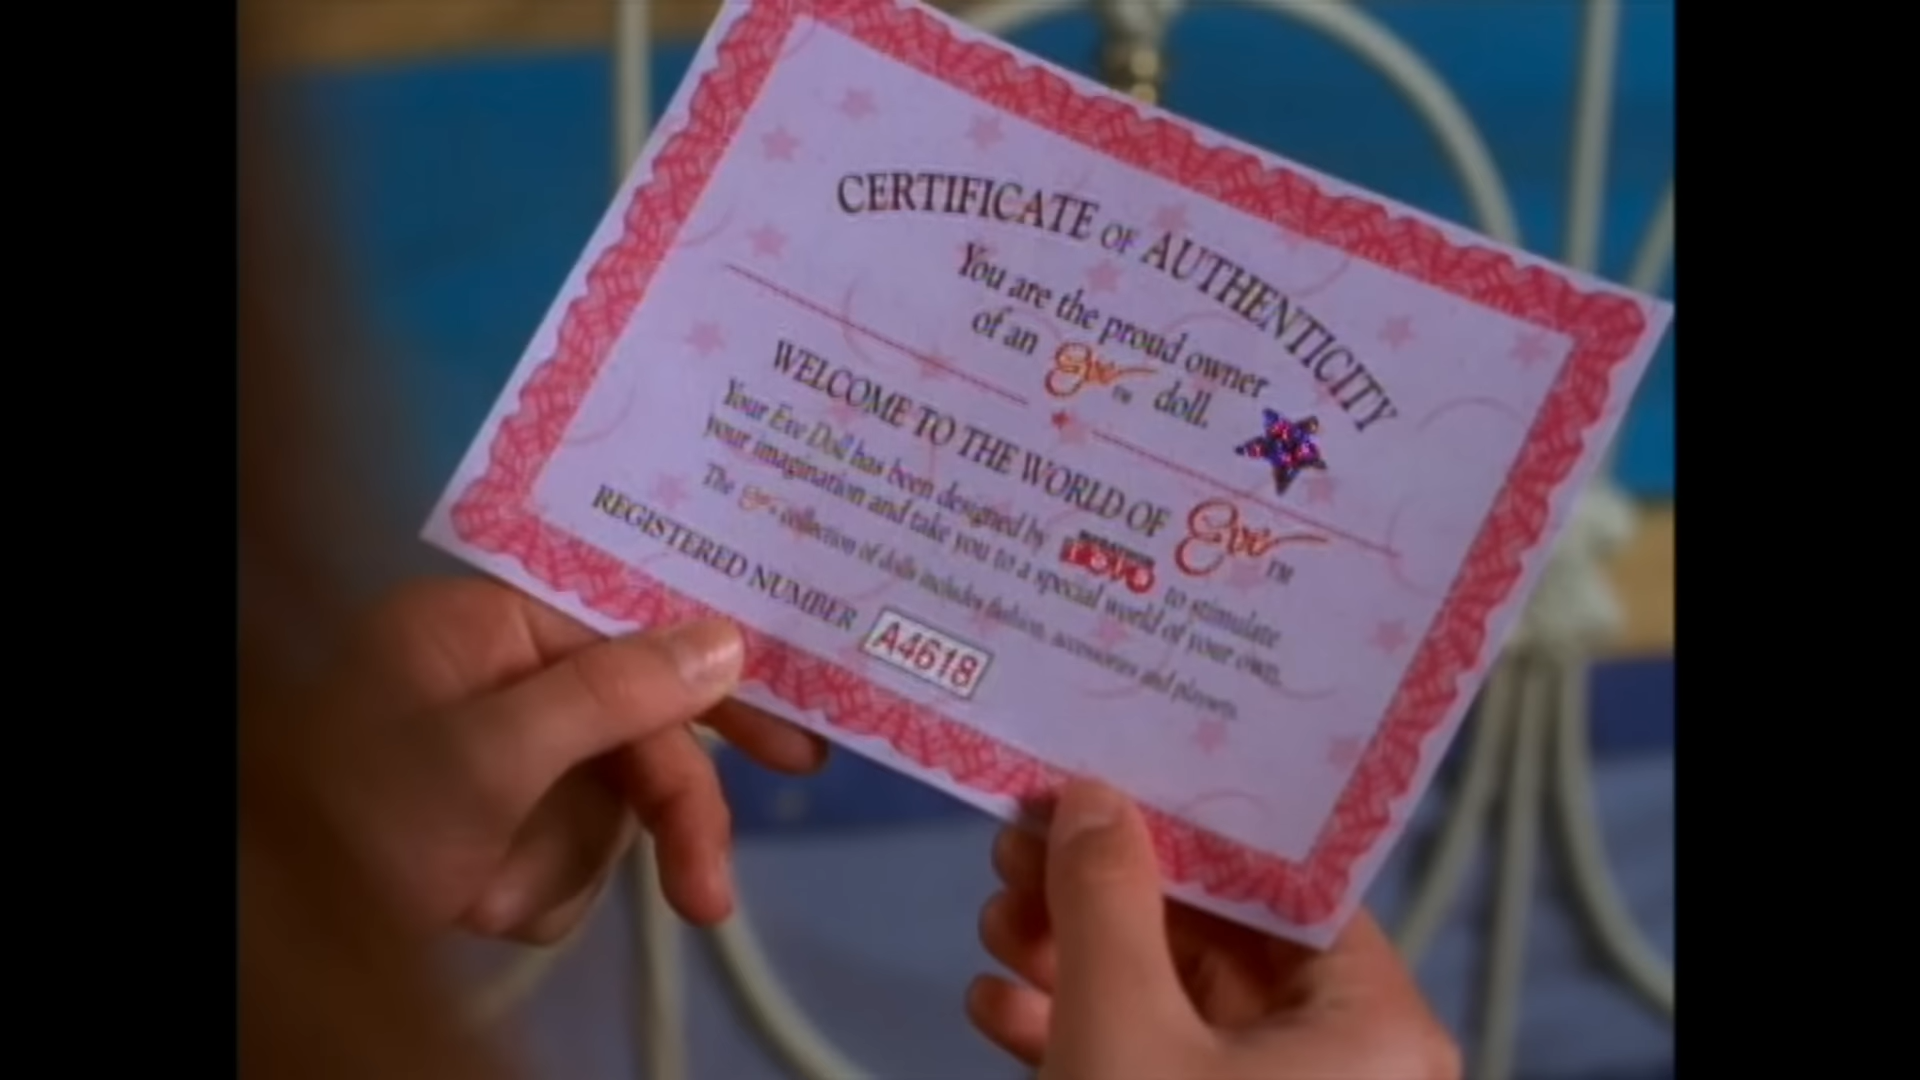 CERTIFICATE OF AUTHENTICITY
You are the proud owner
of an Eve™ doll.
WELCOME TO THE WORLD OF Eve™
Your Eve Doll has been designed by to stimulate
your imagination and take you to a special world of your own.
The Eve collection of dolls includes fashion, accessories and playsets.
REGISTERED NUMBER A4618